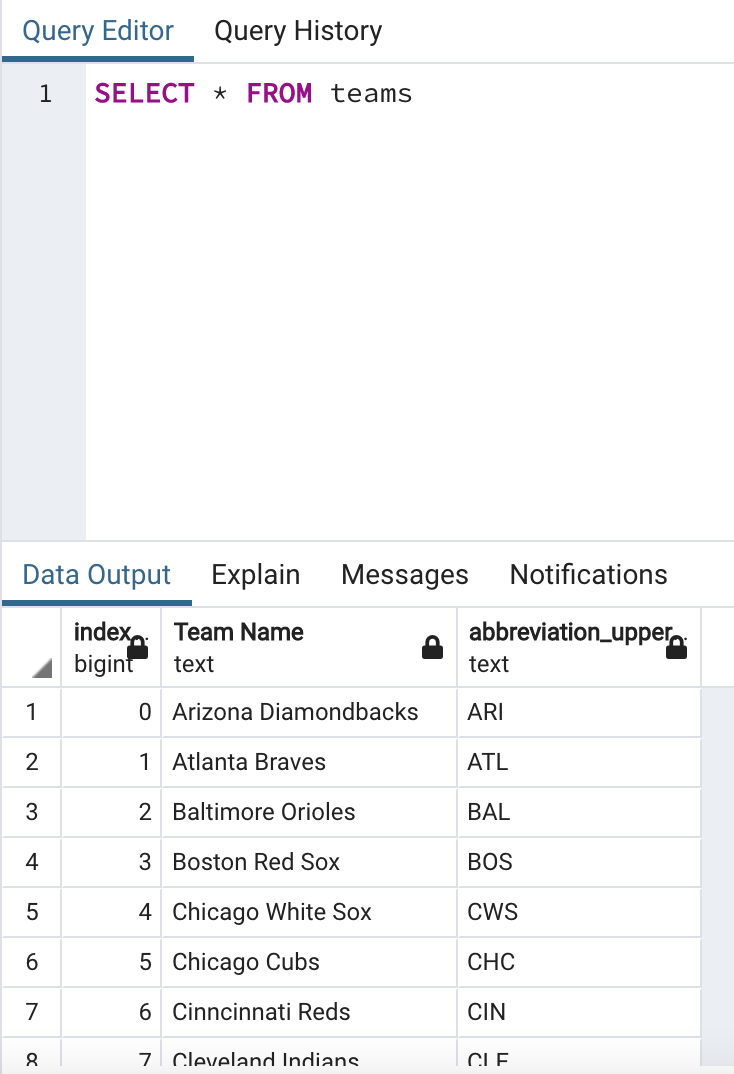 Query Editor Query History
1 SELECT * FROM teams
Data Output Explain Messages Notifications
index.. Team Name abbreviation_upper..
bigint text text
1 0 Arizona Diamondbacks ARI
2 1 Atlanta Braves ATL
3 2 Baltimore Orioles BAL
4 3 Boston Red Sox BOS
5 4 Chicago White Sox CWS
6 5 Chicago Cubs CHC
7 6 Cinncinnati Reds CIN
8 7 Cleveland Indians CLE